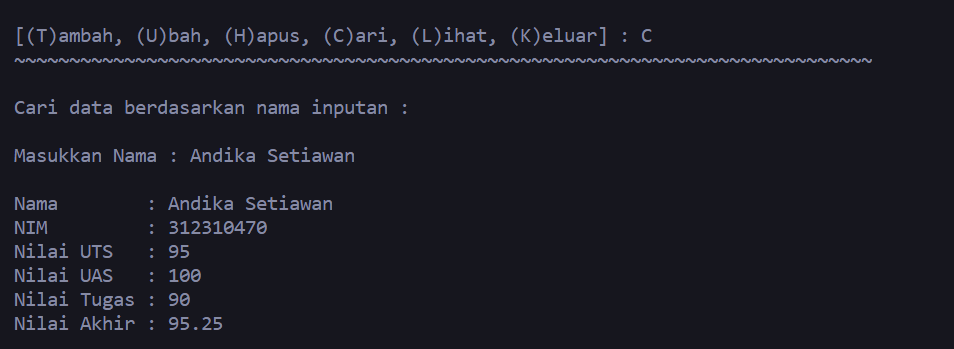 [(T)ambah, (U)bah, (H)apus, (C)ari, (L)ihat, (K)eluar] : C
~~~~~~~~~~~~~~~~~~~~~~~~~~~~~~~~~~~~~~~~~~~~~~~~~~~~~~~~~~~~~~~~~~~~~~~~~~~~~~
Cari data berdasarkan nama inputan :
Masukkan Nama : Andika Setiawan
Nama        : Andika Setiawan
NIM         : 312310470
Nilai UTS   : 95
Nilai UAS   : 100
Nilai Tugas : 90
Nilai Akhir : 95.25